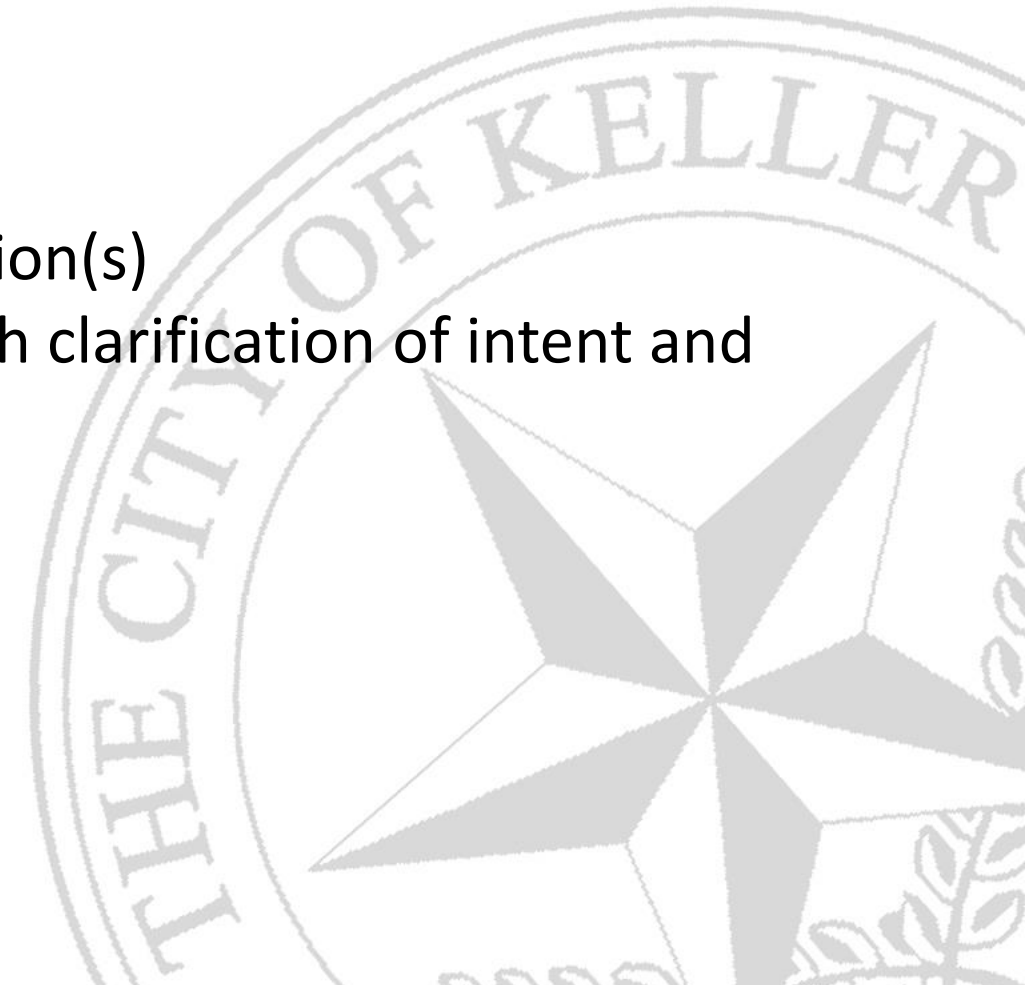 THE CITY OF KELLER
ion(s)
h clarification of intent and